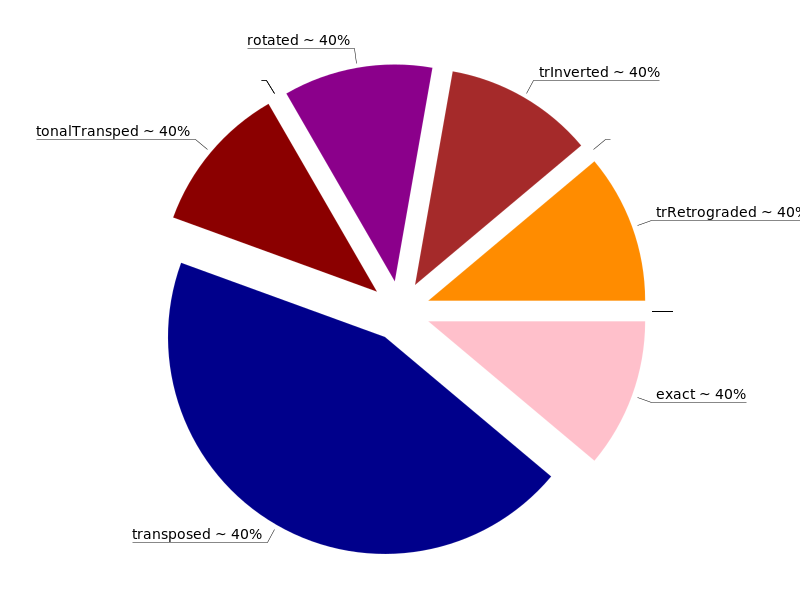 rotated ~ 40%
trInverted ~ 40%
tonalTransped ~ 40%
trRetrograded ~ 40%
exact ~ 40%
transposed ~ 40%